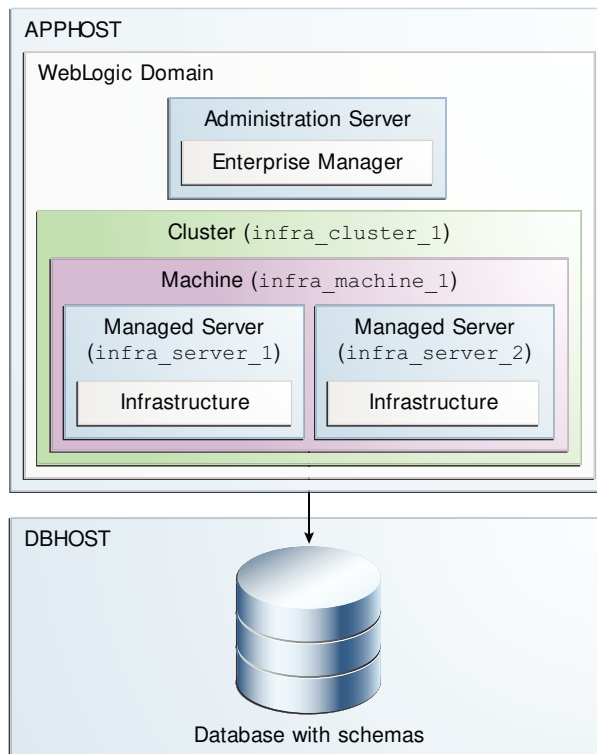 APPHOST
WebLogic Domain
Administration Server
Enterprise Manager
Cluster (infra_cluster_1)
Machine (infra_machine_1)
Managed Server
(infra_server_1)
Infrastructure
Managed Server
(infra_server_2)
Infrastructure
DBHOST
Database with schemas